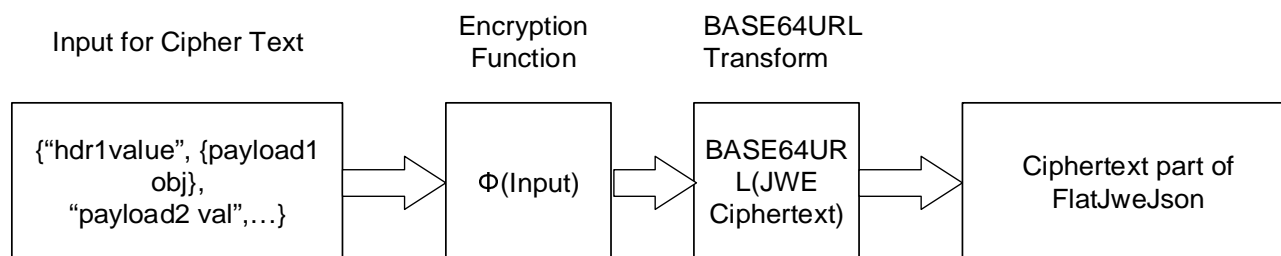 Input for Cipher Text
Encryption
Function
BASE64URL
Transform
{“hdr1value”, {payload1
obj},
“payload2 val”,…}
Φ(Input)
BASE64UR
L(JWE
Ciphertext)
Ciphertext part of
FlatJweJson